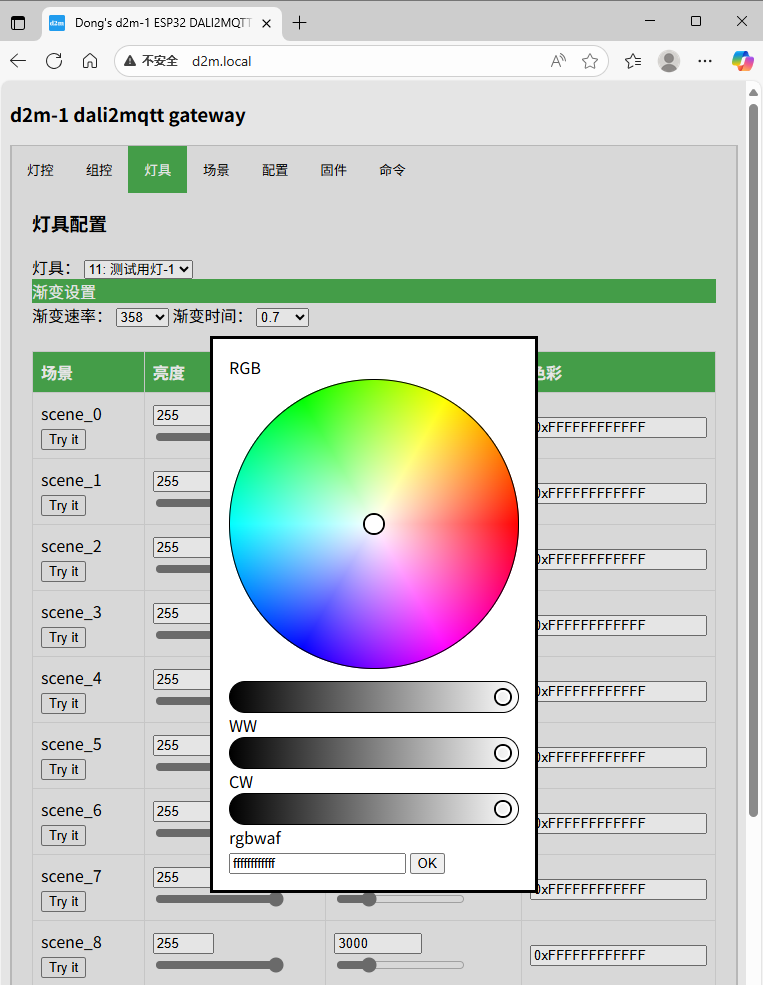 d2m Dong's d2m-1 ESP32 DALI2MQTT
不安全 d2m.local
d2m-1 dali2mqtt gateway
灯控 组控 灯具 场景 配置 固件 命令
灯具配置
灯具： 11: 测试用灯-1
渐变设置
渐变速率： 358 渐变时间： 0.7
场景 亮度 色彩
scene_0 255 0xFFFFFFFFFFFF
Try it
scene_1 255 0xFFFFFFFFFFFF
Try it
scene_2 255 0xFFFFFFFFFFFF
Try it
scene_3 255 0xFFFFFFFFFFFF
Try it
scene_4 255 0xFFFFFFFFFFFF
Try it
scene_5 255 0xFFFFFFFFFFFF
Try it
scene_6 255 0xFFFFFFFFFFFF
Try it
scene_7 255 0xFFFFFFFFFFFF
Try it
scene_8 255 3000 0xFFFFFFFFFFFF
Try it
RGB
WW
CW
rgbwaf
ffffffffffff OK